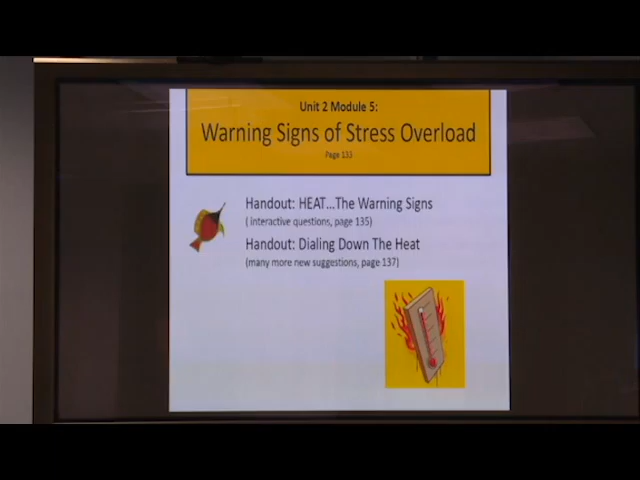 Unit 2 Module 5:
Warning Signs of Stress Overload
Page 133
Handout: HEAT...The Warning Signs
( interactive questions, page 135)
Handout: Dialing Down The Heat
(many more new suggestions, page 137)